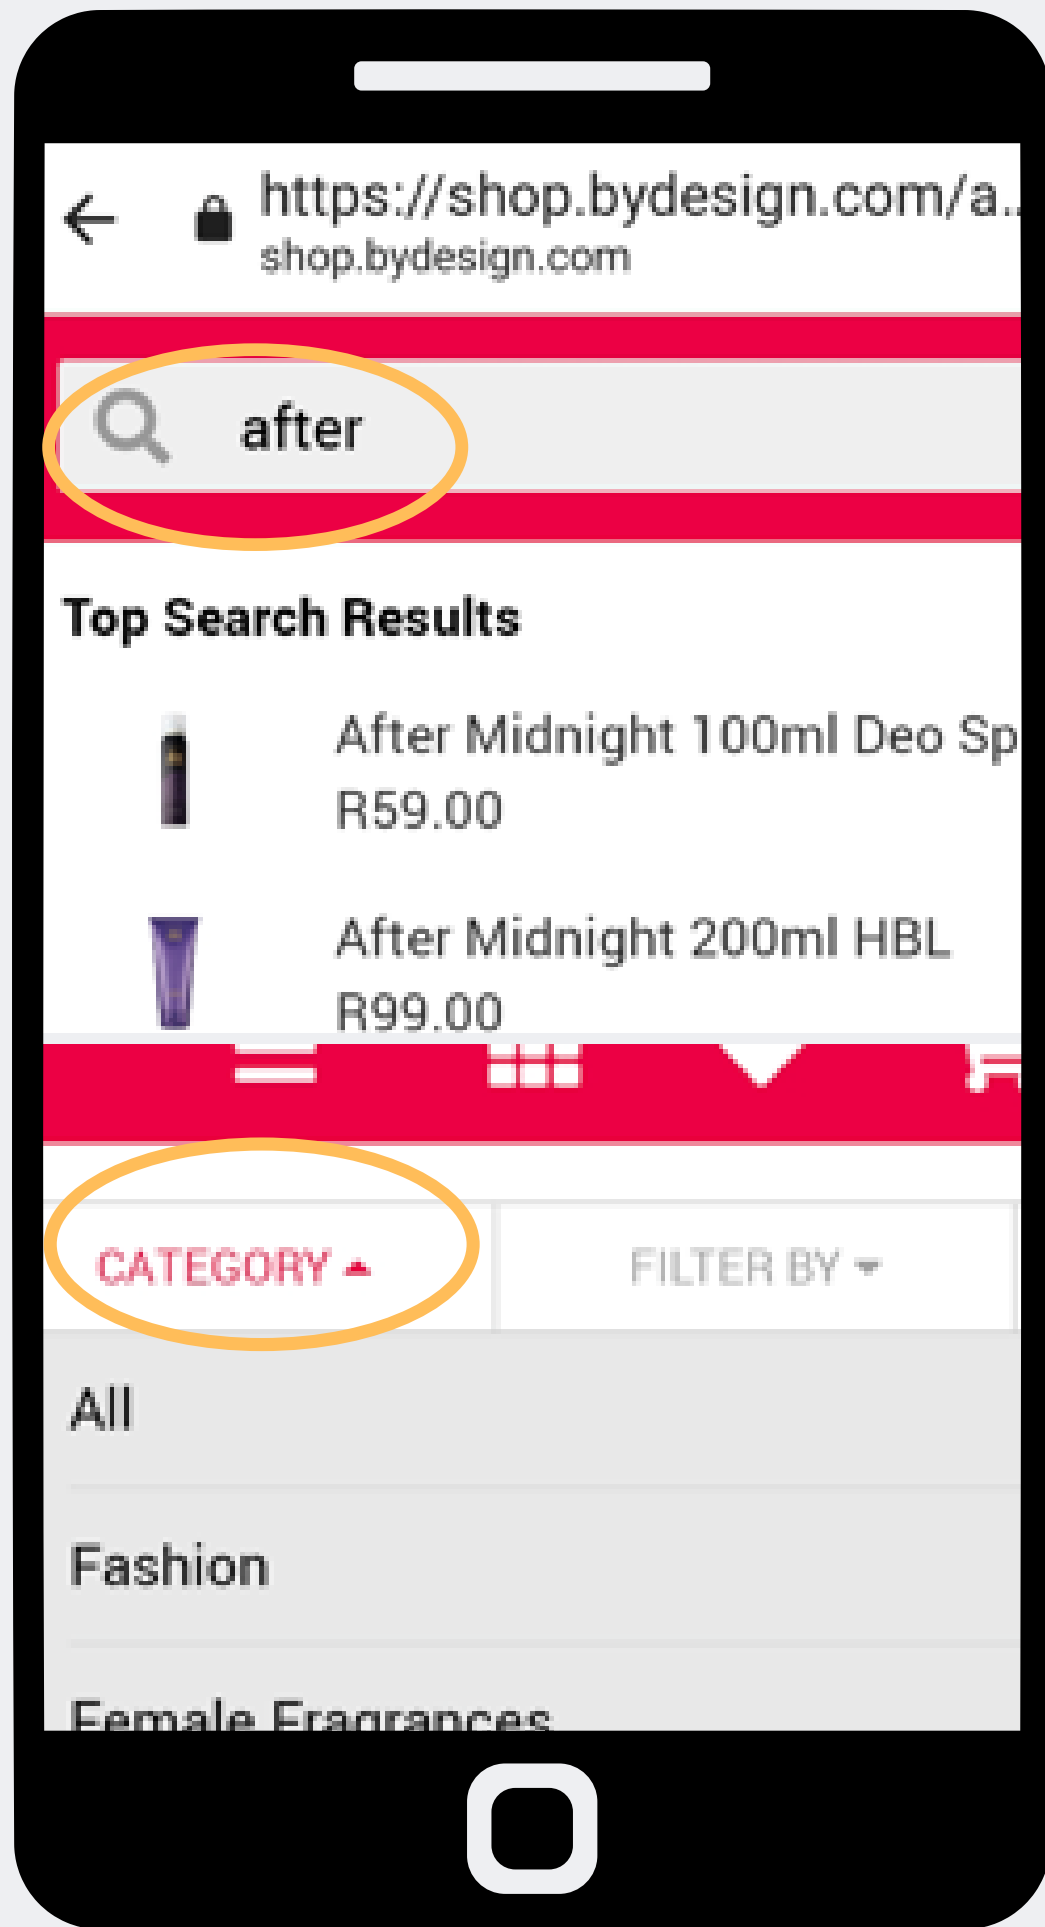 https://shop.bydesign.com/a..
shop.bydesign.com
after
Top Search Results
After Midnight 100ml Deo Sp
R59.00
After Midnight 200ml HBL
R99.00
CATEGORY
FILTER BY
All
Fashion
Female Fragrances